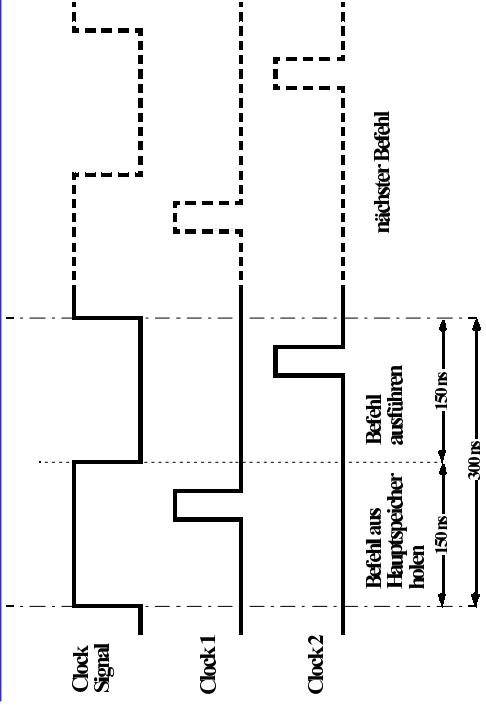 Clock
Signal
Clock 1
Clock 2
Befehl aus
Hauptspeicher
holen
Befehl
ausführen
nächster Befehl
150 ns
150 ns
300 ns